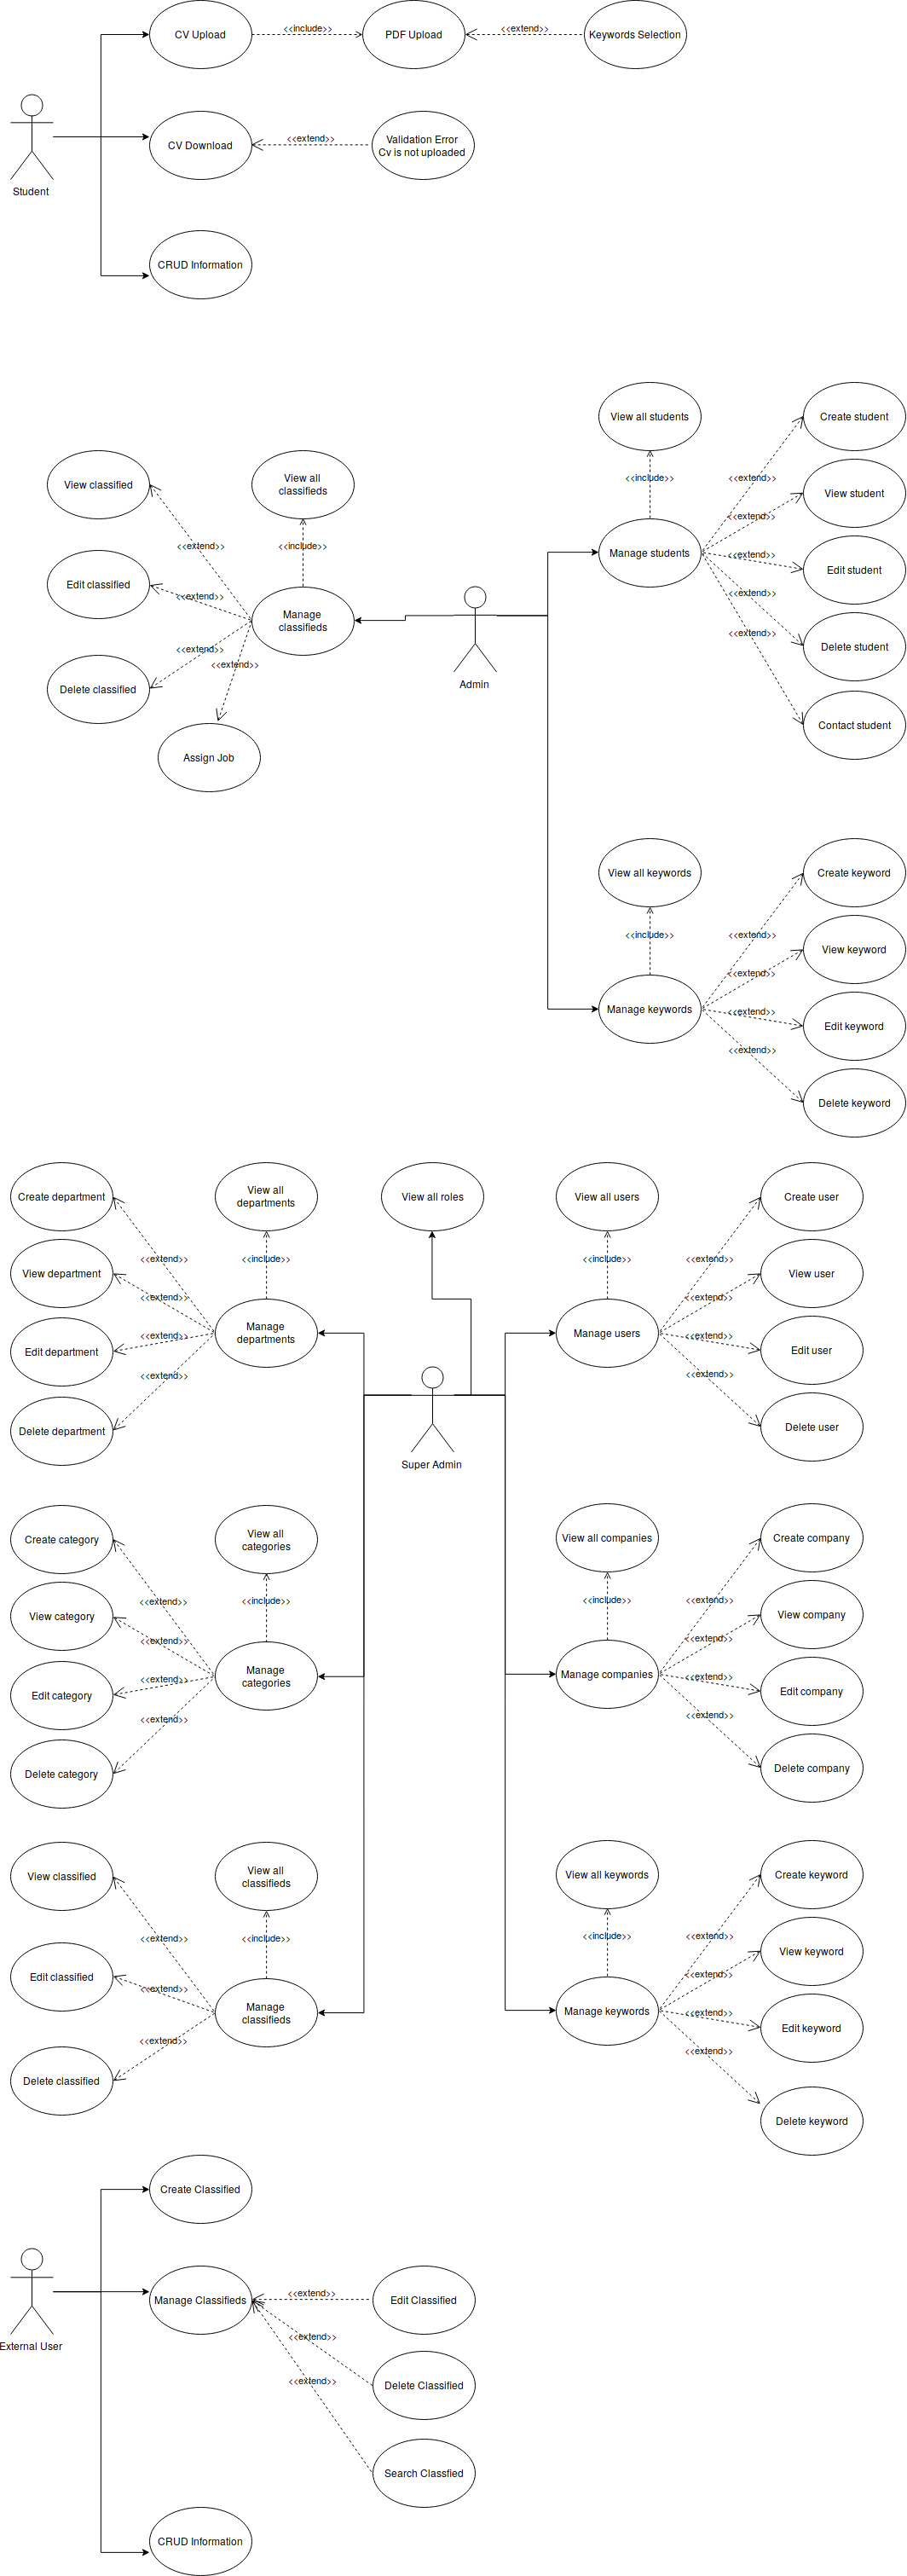 CV Upload
<<include>>
PDF Upload
<<extend>>
Keywords Selection
CV Download
<<extend>>
Validation Error
Cv is not uploaded
Student
CRUD Information
View all students
Create student
<<extend>>
<<include>>
View student
<<extend>>
Manage students
<<extend>>
Edit student
<<extend>>
Delete student
<<extend>>
Contact student
View classified
View all
classifieds
<<extend>>
<<include>>
Edit classified
<<extend>>
Manage
classifieds
<<extend>>
<<extend>>
Delete classified
Assign Job
Admin
View all keywords
Create keyword
<<include>>
<<extend>>
View keyword
<<extend>>
Manage keywords
<<extend>>
Edit keyword
<<extend>>
Delete keyword
Create department
View all
departments
View all roles
View all users
Create user
<<extend>>
<<include>>
<<include>>
<<extend>>
View department
<<extend>>
<<extend>>
View user
Manage
departments
Manage users
<<extend>>
<<extend>>
Edit department
Edit user
<<extend>>
<<extend>>
Delete department
Delete user
Super Admin
Create category
View all
categories
View all companies
Create company
<<extend>>
<<include>>
<<include>>
<<extend>>
View category
View company
<<extend>>
<<extend>>
Manage
categories
Manage companies
<<extend>>
<<extend>>
Edit category
Edit company
<<extend>>
<<extend>>
Delete category
Delete company
View classified
View all
classifieds
View all keywords
Create keyword
<<extend>>
<<include>>
<<include>>
<<extend>>
View keyword
Edit classified
<<extend>>
<<extend>>
Manage
classifieds
Manage keywords
<<extend>>
Edit keyword
<<extend>>
<<extend>>
Delete classified
Delete keyword
Create Classified
Manage Classifieds
<<extend>>
Edit Classified
External User
<<extend>>
Delete Classified
<<extend>>
Search Classfied
CRUD Information